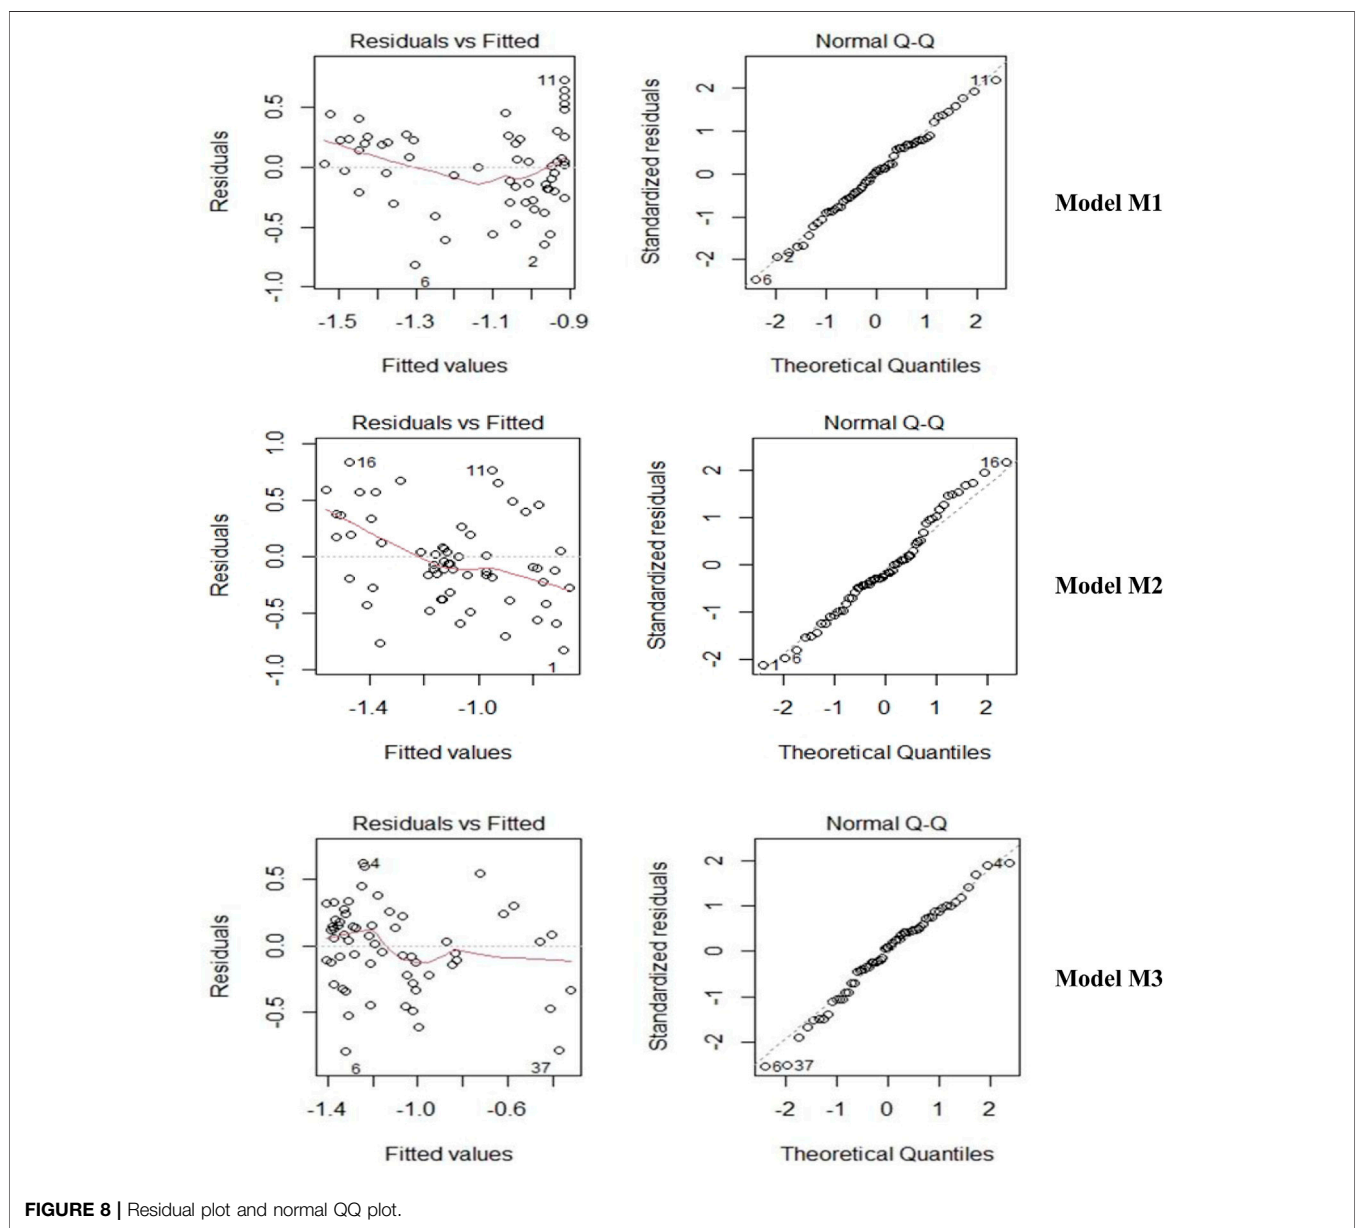 Residuals vs Fitted
Normal Q-Q
Residuals
0.5
0.0
-0.5
-1.0
11
6
2
-1.5 -1.3 -1.1 -0.9
Fitted values
Standardized residuals
2
1
0
-1
-2
11
2
6
-2 -1 0 1 2
Theoretical Quantiles
Model M1
Residuals vs Fitted
Normal Q-Q
Residuals
1.0
0.5
0.0
-0.5
-1.0
16
11
1
-1.4 -1.0
Fitted values
Standardized residuals
2
1
0
-1
-2
16
1
6
-2 -1 0 1 2
Theoretical Quantiles
Model M2
Residuals vs Fitted
Normal Q-Q
Residuals
0.5
0.0
-0.5
4
6
37
-1.4 -1.0 -0.6
Fitted values
Standardized residuals
2
1
0
-1
-2
4
6
37
-2 -1 0 1 2
Theoretical Quantiles
Model M3
FIGURE 8 | Residual plot and normal QQ plot.